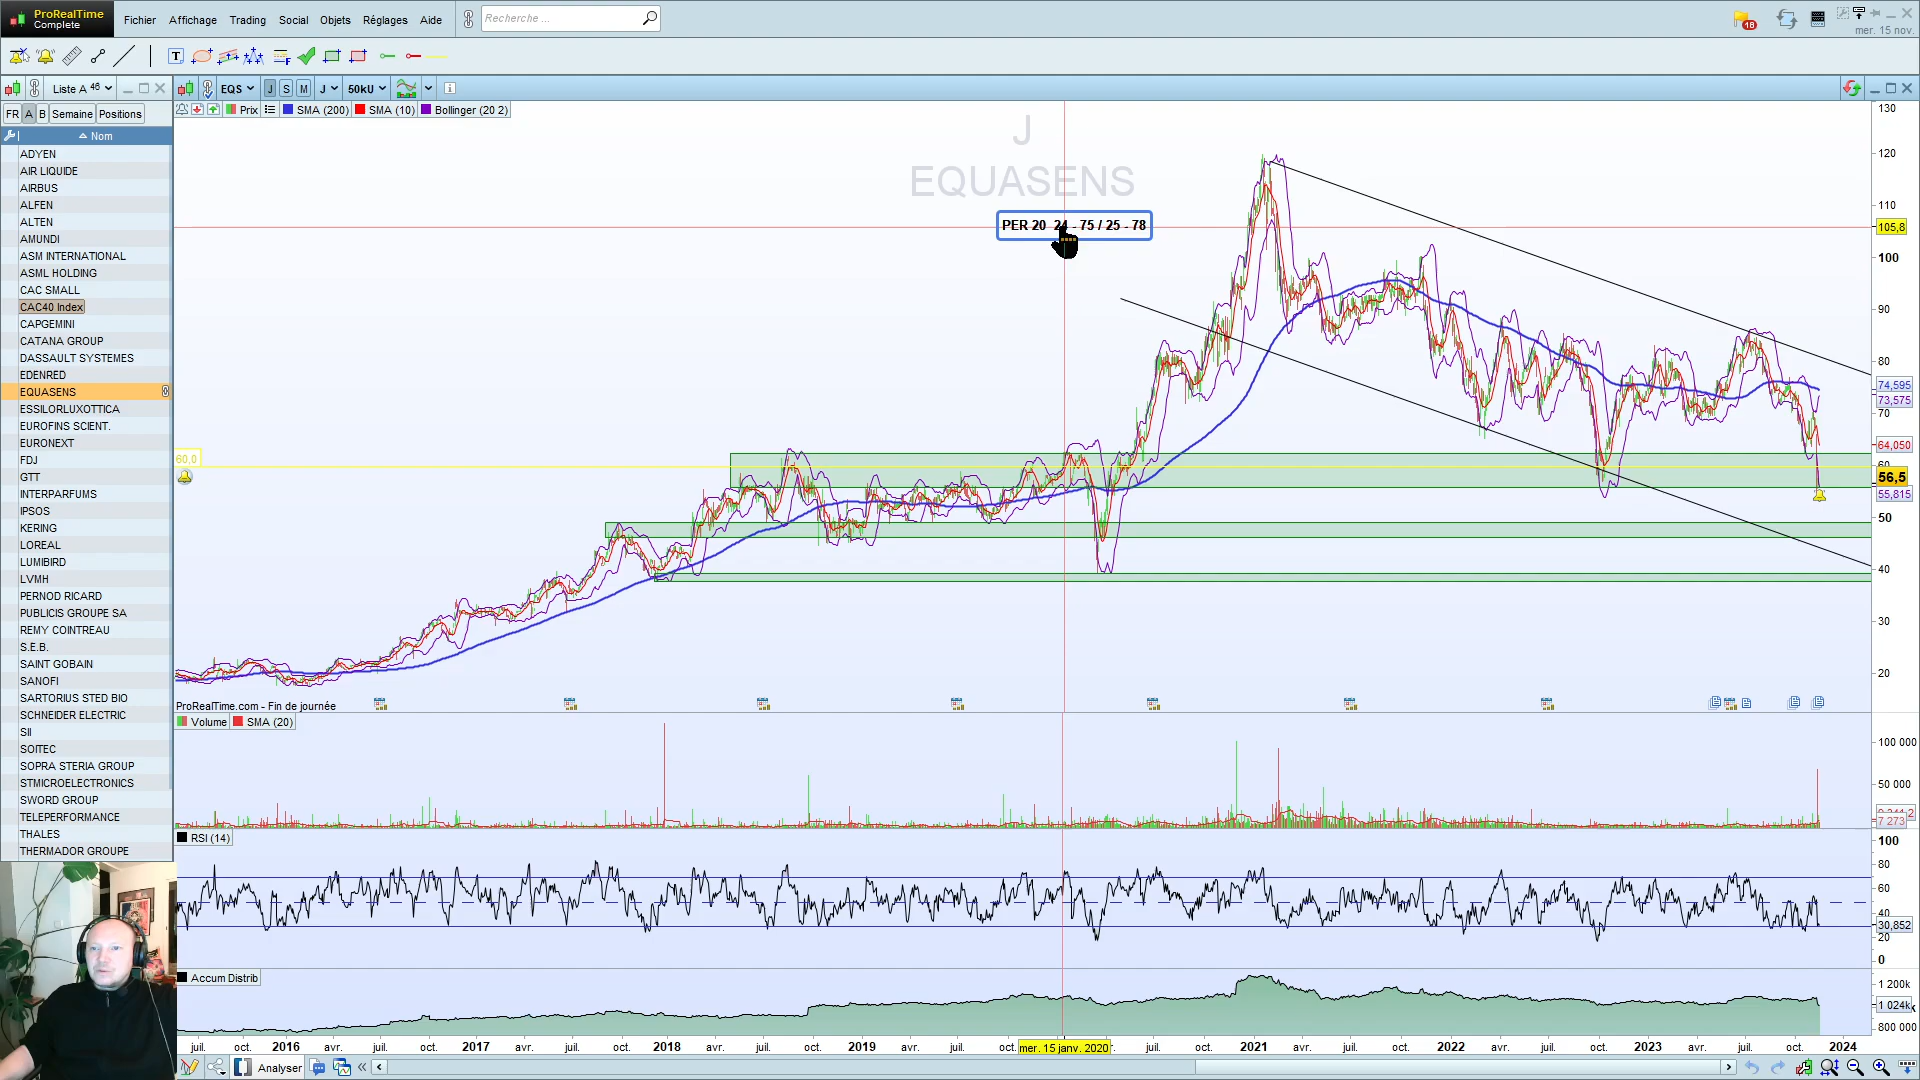 ProRealTime
Complete
Fichier Affichage Trading Social Objets Réglages Aide
Recherche ...
18
mer. 15 nov.
T
F
Liste A 46
EQS J S M J 50kU
FR A B Semaine Positions
Prix SMA (200) SMA (10) Bollinger (20 2)
Nom
ADYEN
AIR LIQUIDE
AIRBUS
ALFEN
ALTEN
AMUNDI
ASM INTERNATIONAL
ASML HOLDING
CAC SMALL
CAC40 Index
CAPGEMINI
CATANA GROUP
DASSAULT SYSTEMES
EDENRED
EQUASENS
ESSILORLUXOTTICA
EUROFINS SCIENT.
EURONEXT
FDJ
GTT
INTERPARFUMS
IPSOS
KERING
LOREAL
LUMIBIRD
LVMH
PERNOD RICARD
PUBLICIS GROUPE SA
REMY COINTREAU
S.E.B.
SAINT GOBAIN
SANOFI
SARTORIUS STED BIO
SCHNEIDER ELECTRIC
SII
SOITEC
SOPRA STERIA GROUP
STMICROELECTRONICS
SWORD GROUP
TELEPERFORMANCE
THALES
THERMADOR GROUPE
J
EQUASENS
PER 20 24 - 75 / 25 - 78
60,0
130
120
110
105,8
100
90
80
74,595
73,575
70
64,050
60
56,5
55,815
50
40
30
20
ProRealTime.com - Fin de journée
Volume SMA (20)
100 000
50 000
7 273
RSI (14)
100
80
60
40
30,852
20
0
Accum Distrib
1 200k
1 024k
800 000
juil. oct. 2016 avr. juil. oct. 2017 avr. juil. oct. 2018 avr. juil. oct. 2019 avr. juil. oct. mer. 15 janv. 2020 juil. oct. 2021 avr. juil. oct. 2022 avr. juil. oct. 2023 avr. juil. oct. 2024
Analyser